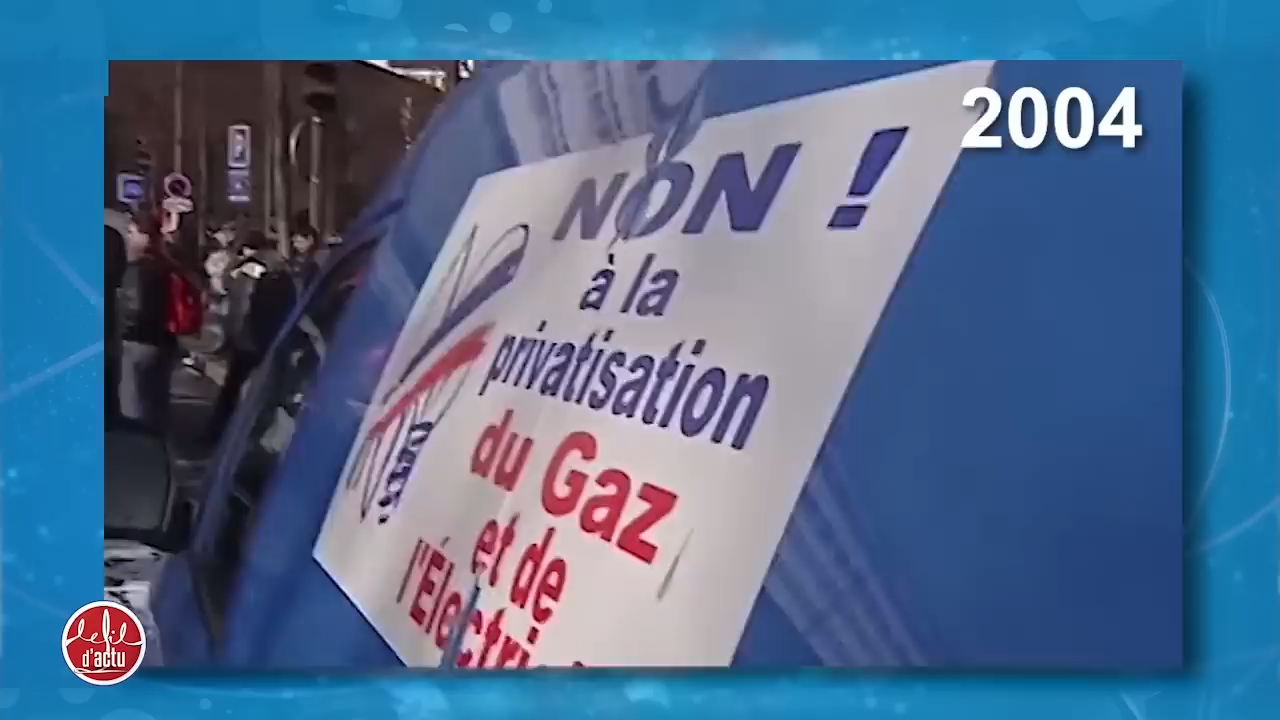 2004
NON !
à la
privatisation
du Gaz
et de
le fil
d'actu